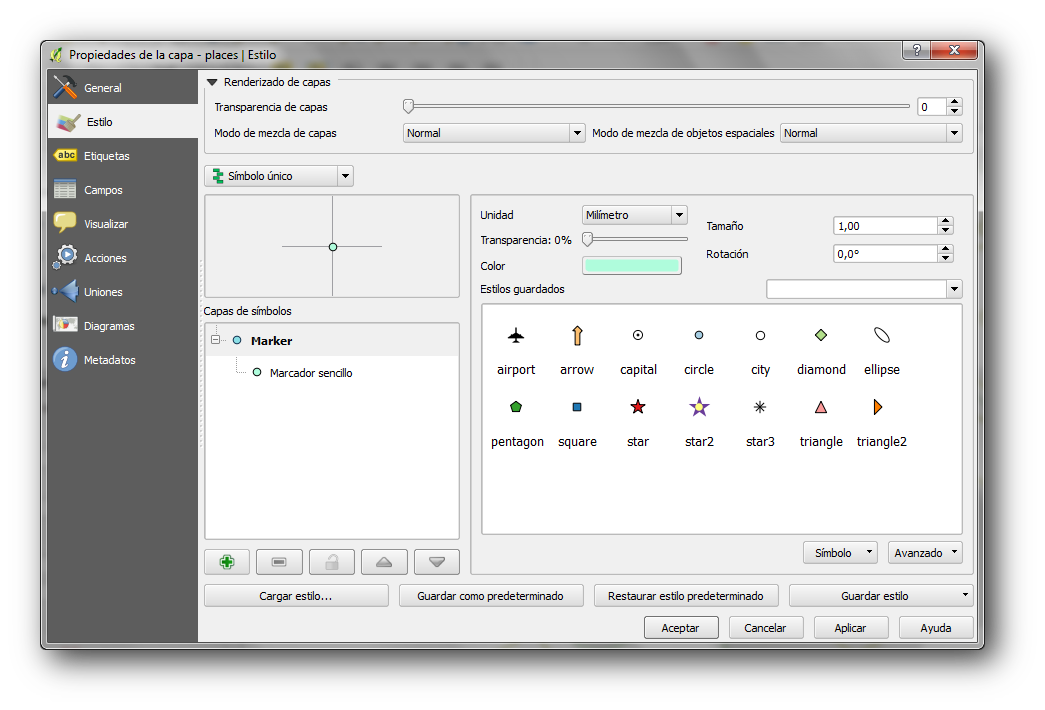 Propiedades de la capa - places | Estilo
?
General
Estilo
abc
Etiquetas
Campos
Visualizar
Acciones
Uniones
Diagramas
Metadatos
Renderizado de capas
Transparencia de capas
0
Modo de mezcla de capas
Normal
Modo de mezcla de objetos espaciales
Normal
Símbolo único
Capas de símbolos
Marker
Marcador sencillo
Unidad
Milímetro
Tamaño
1,00
Transparencia: 0%
Rotación
0,0°
Color
Estilos guardados
airport arrow capital circle city diamond ellipse
pentagon square star star2 star3 triangle triangle2
Símbolo
Avanzado
Cargar estilo...
Guardar como predeterminado
Restaurar estilo predeterminado
Guardar estilo
Aceptar
Cancelar
Aplicar
Ayuda